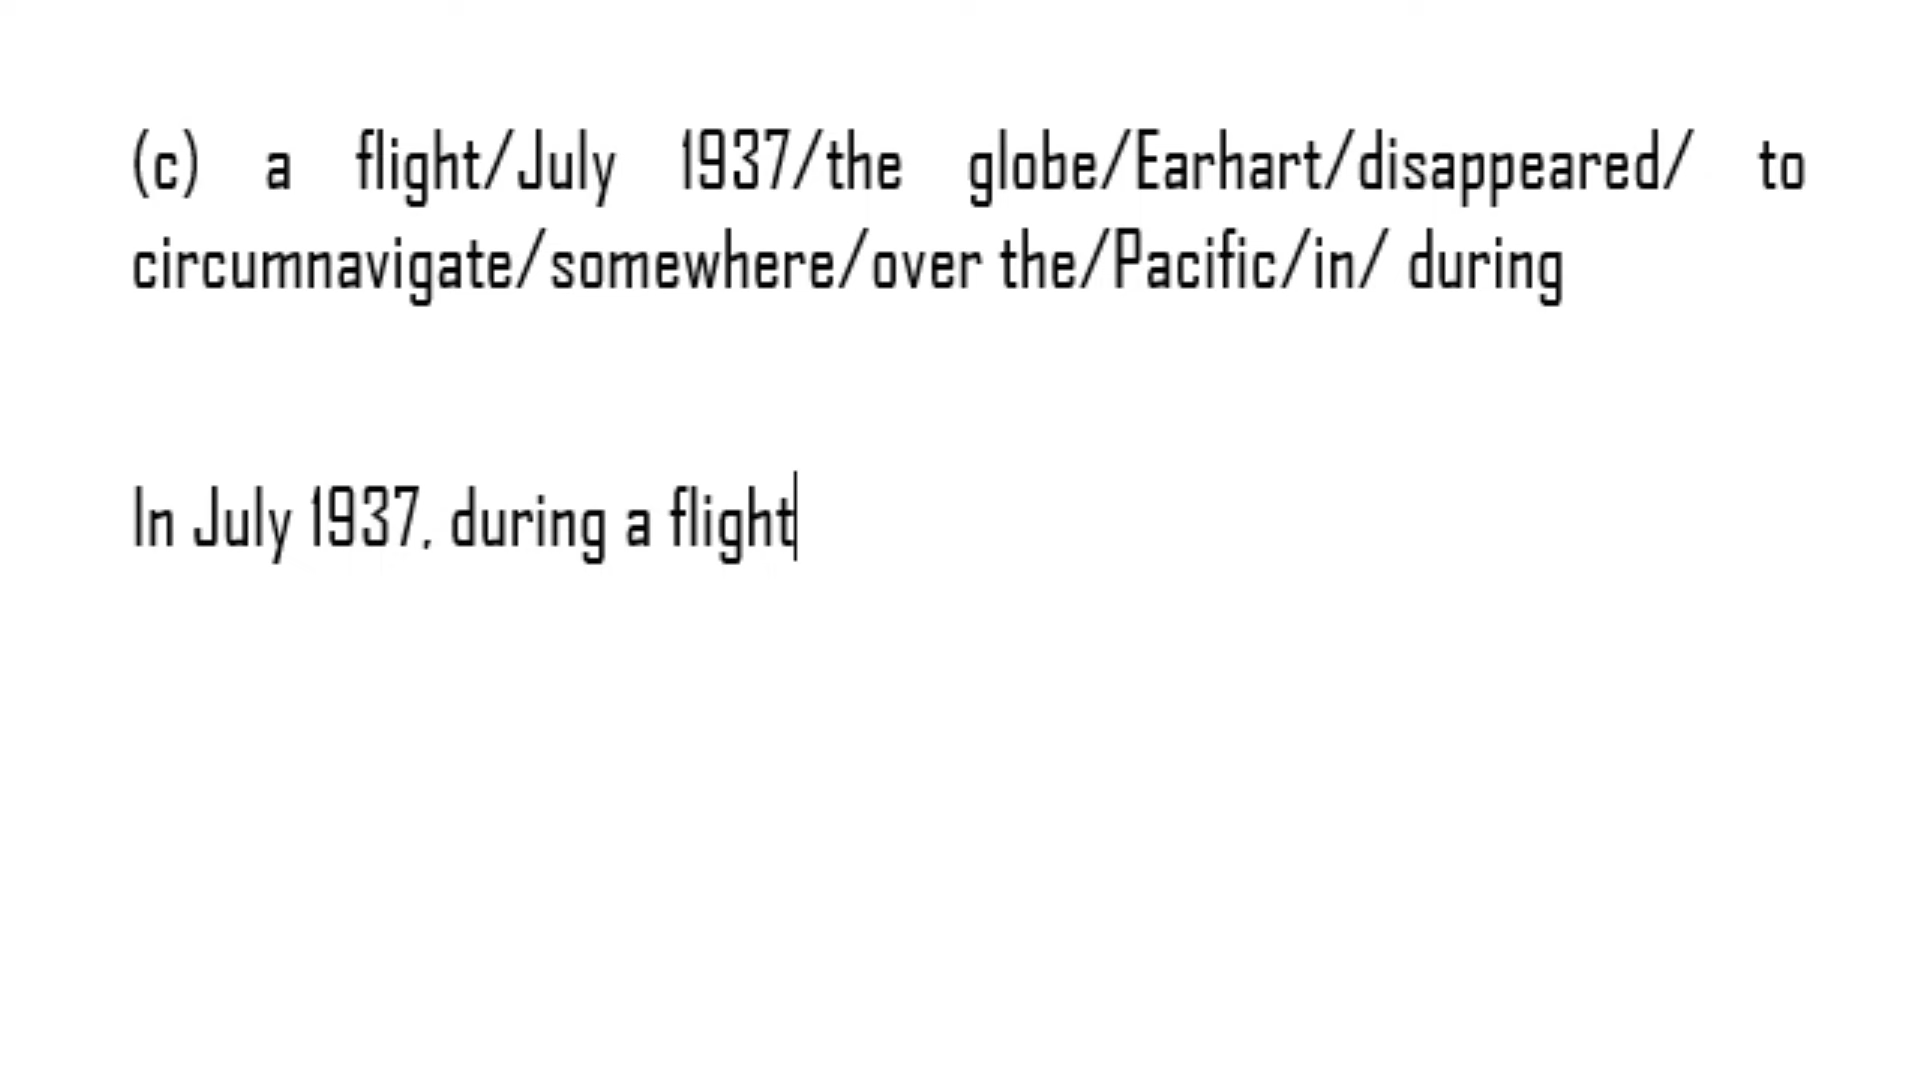 (c) a flight/July 1937/the globe/Earhart/disappeared/ to
circumnavigate/somewhere/over the/Pacific/in/ during
In July 1937, during a flight